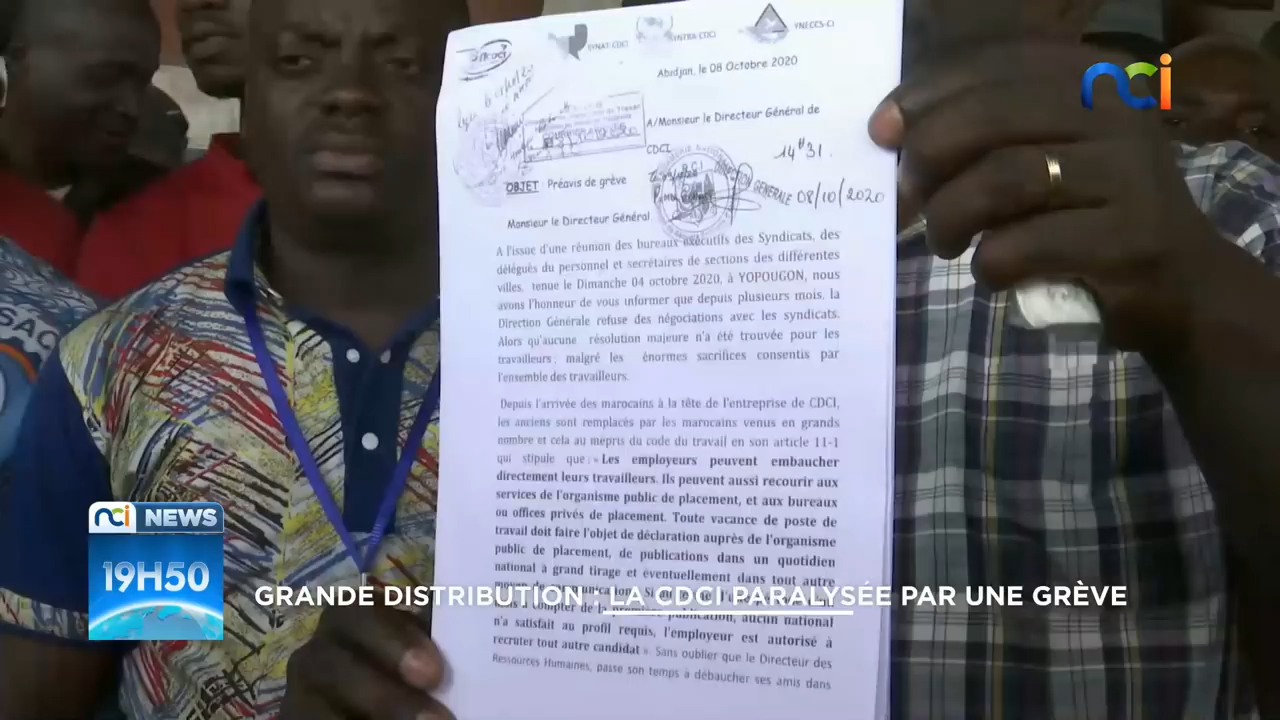 SYNAT-CDCI
SYNTRA-CDCI
YNECCS-CI
nci
Abidjan, le 08 Octobre 2020
A/Monsieur le Directeur Général de
CDCI
14H31.
OBJET Préavis de grève
DIRECTION GENERALE 08/10/2020
Monsieur le Directeur Général
A l'issue d'une réunion des bureaux exécutifs des Syndicats, des
délégués du personnel et secrétaires de sections des différentes
villes, tenue le Dimanche 04 octobre 2020, à YOPOUGON, nous
avons l'honneur de vous informer que depuis plusieurs mois, la
Direction Générale refuse des négociations avec les syndicats.
Alors qu'aucune résolution majeure n'a été trouvée pour les
travailleurs, malgré les énormes sacrifices consentis par
l'ensemble des travailleurs.
Depuis l'arrivée des marocains à la tête de l'entreprise de CDCI,
les anciens sont remplacés par les marocains venus en grands
nombre et cela au mépris du code du travail en son article 11-1
qui stipule que : « Les employeurs peuvent embaucher
directement leurs travailleurs. Ils peuvent aussi recourir aux
services de l'organisme public de placement, et aux bureaux
ou offices privés de placement. Toute vacance de poste de
travail doit faire l'objet de déclaration auprès de l'organisme
public de placement, de publications dans un quotidien
national à grand tirage et éventuellement dans tout autre
à compter de la première publication, aucun national
n'a satisfait au profil requis, l'employeur est autorisé à
recruter tout autre candidat ». Sans oublier que le Directeur des
Ressources Humaines, passe son temps à débaucher ses amis dans
SAC
nci NEWS
19H50
GRANDE DISTRIBUTION : LA CDCI PARALYSÉE PAR UNE GRÈVE